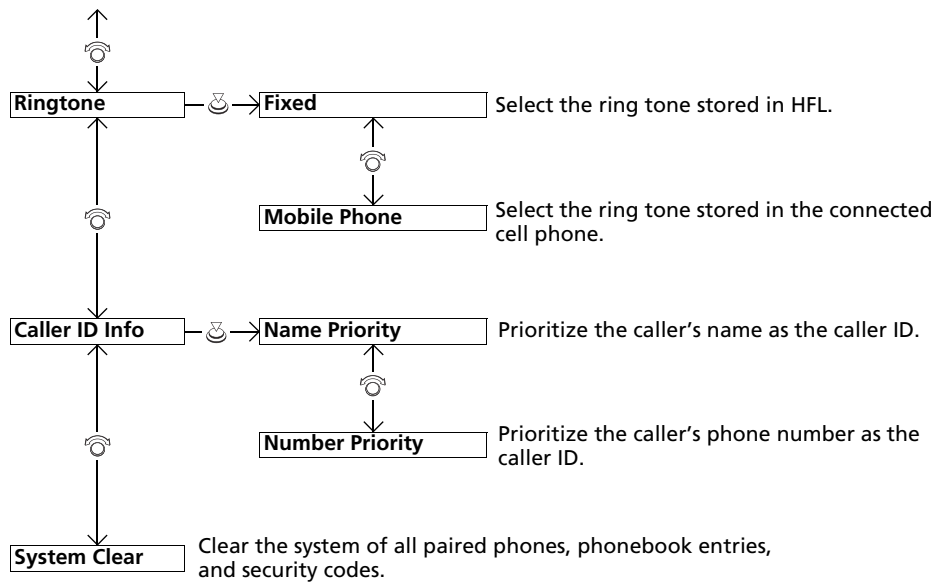 Ringtone
Fixed
Select the ring tone stored in HFL.
Mobile Phone
Select the ring tone stored in the connected
cell phone.
Caller ID Info
Name Priority
Prioritize the caller’s name as the caller ID.
Number Priority
Prioritize the caller’s phone number as the
caller ID.
System Clear
Clear the system of all paired phones, phonebook entries,
and security codes.